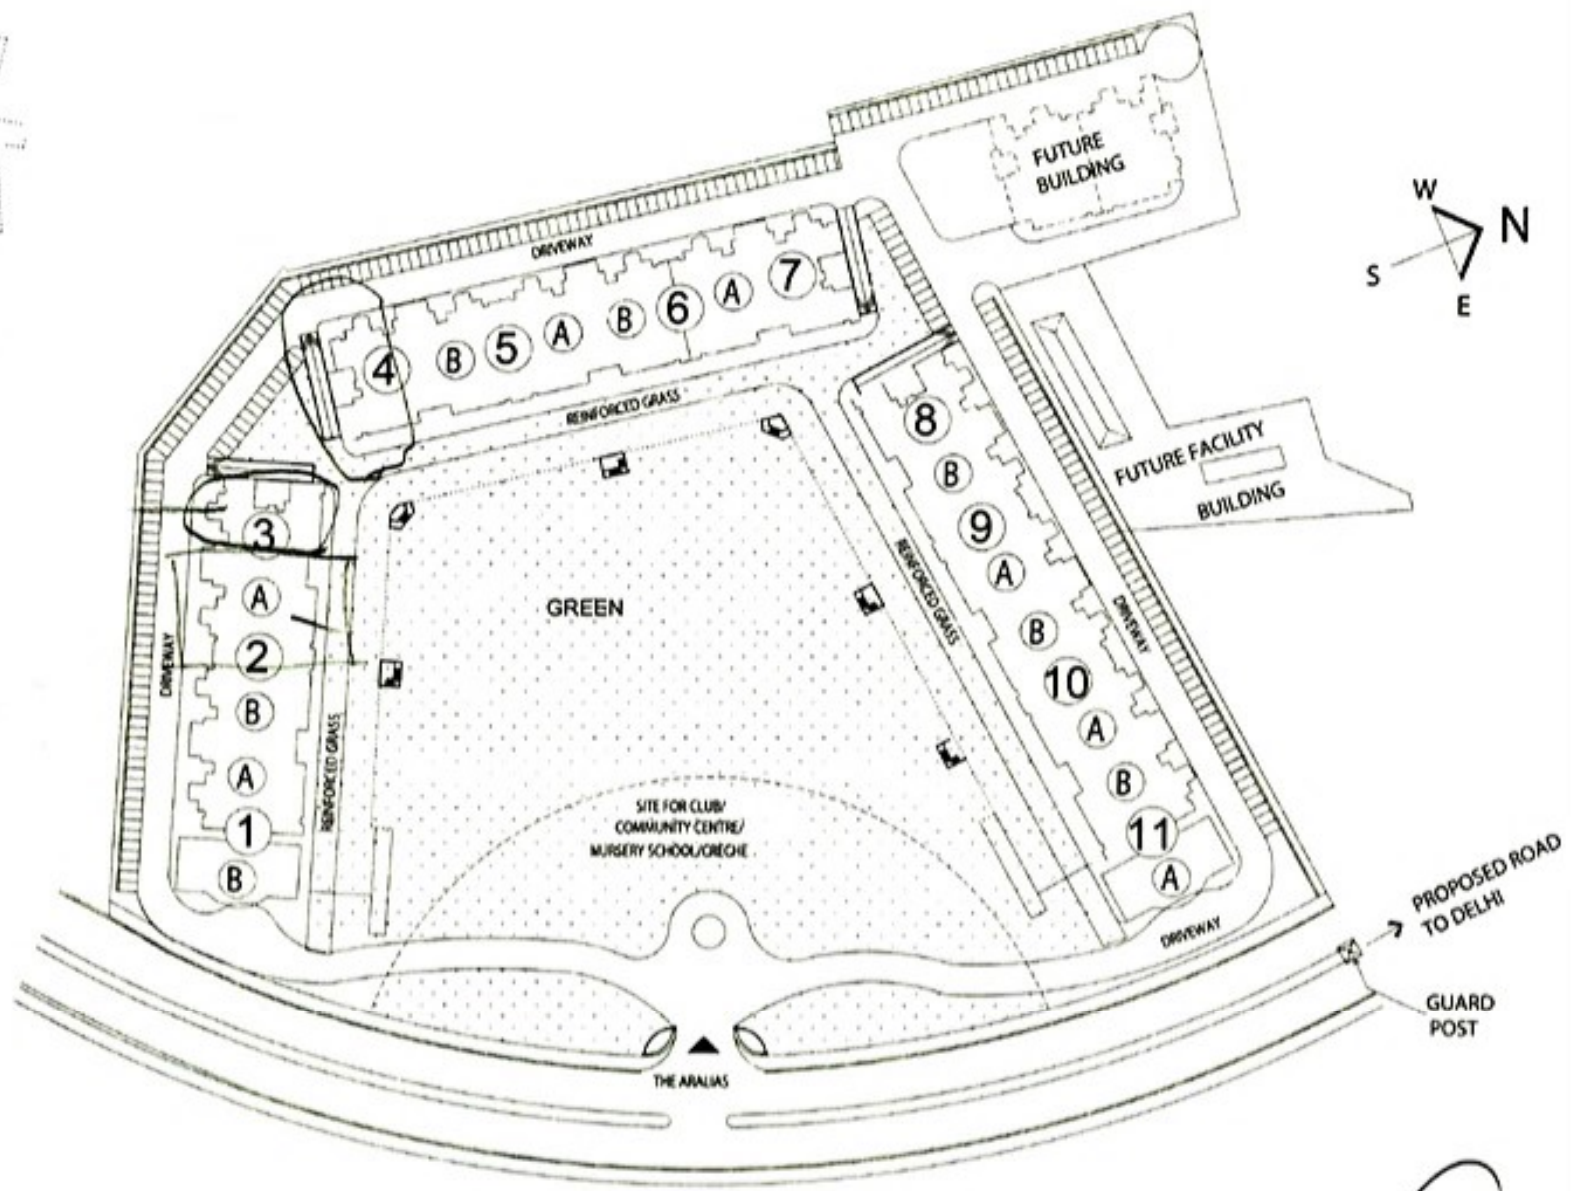 FUTURE
BUILDING
W
N
S
E
DRIVEWAY
7
A
6
B
A
5
B
4
REINFORCED GRASS
8
B
9
A
B
10
A
B
11
A
FUTURE FACILITY
BUILDING
3
A
2
B
A
1
B
DRIVEWAY
REINFORCED GRASS
GREEN
REINFORCED GRASS
DRIVEWAY
SITE FOR CLUB/
COMMUNITY CENTRE/
NURSERY SCHOOL/CRECHE
DRIVEWAY
PROPOSED ROAD
TO DELHI
GUARD
POST
THE ARALIAS